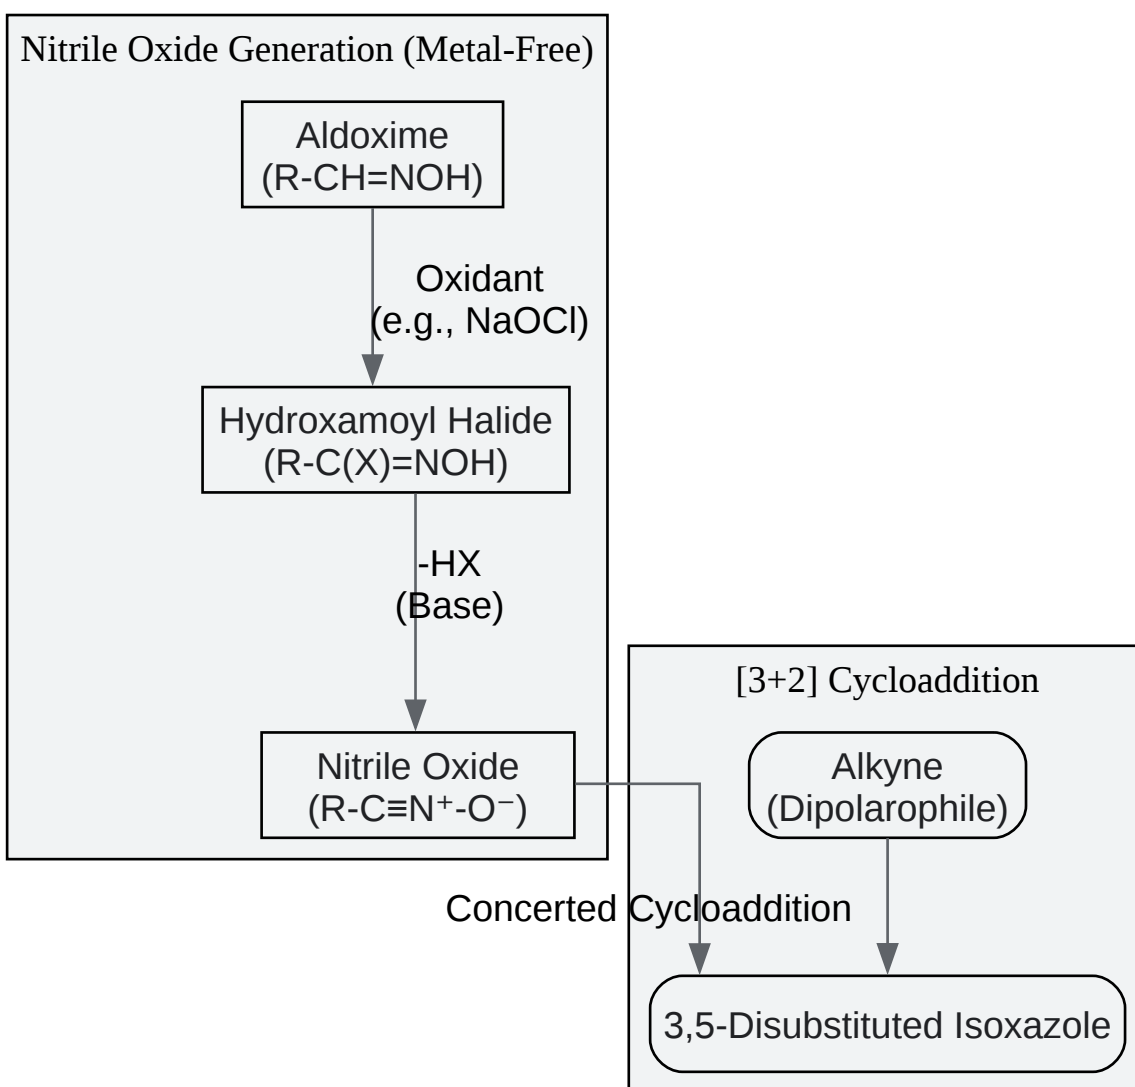 Nitrile Oxide Generation (Metal-Free)
Aldoxime
(R-CH=NOH)
Oxidant
(e.g., NaOCl)
Hydroxamoyl Halide
(R-C(X)=NOH)
-HX
(Base)
Nitrile Oxide
(R-C≡N⁺-O⁻)
[3+2] Cycloaddition
Alkyne
(Dipolarophile)
Concerted Cycloaddition
3,5-Disubstituted Isoxazole